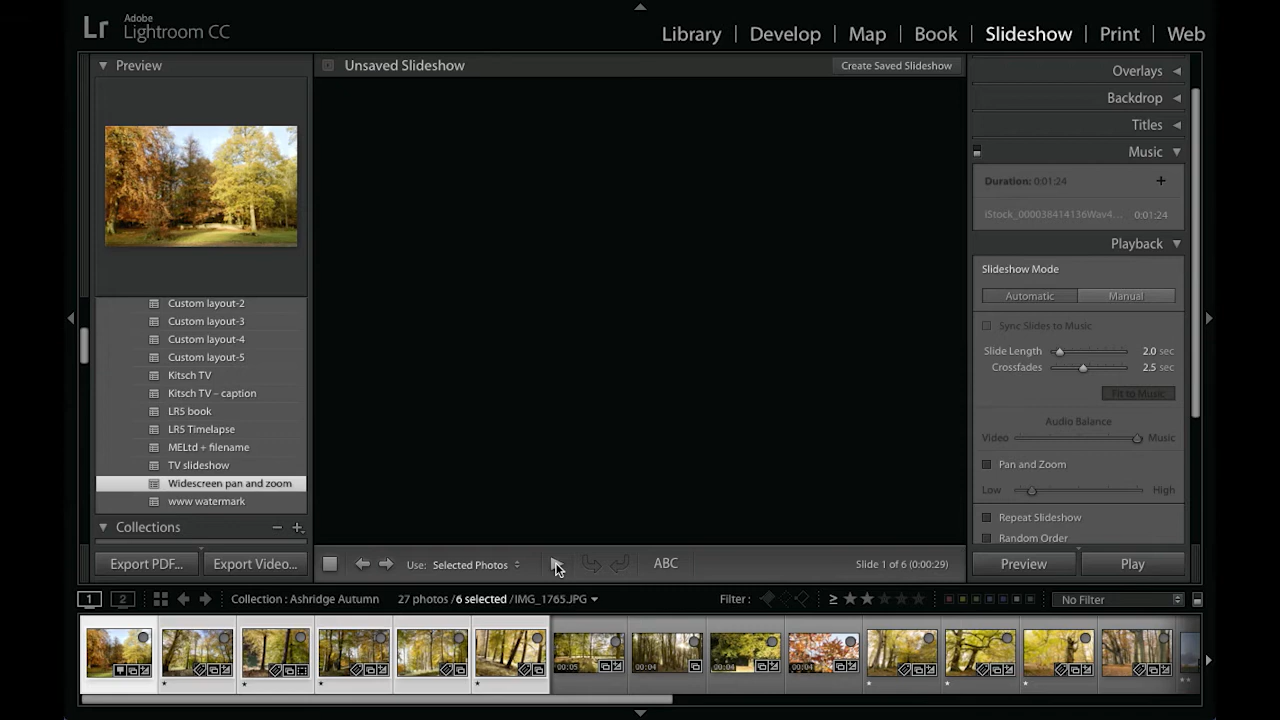 Lr Adobe
Lightroom CC
Library | Develop | Map | Book | Slideshow | Print | Web
Preview
Unsaved Slideshow
Create Saved Slideshow
Overlays
Backdrop
Titles
Music
Duration: 0:01:24 +
iStock_000038414136Wav4... 0:01:24
Playback
Slideshow Mode
Automatic Manual
Sync Slides to Music
Slide Length 2.0 sec
Crossfades 2.5 sec
Fit to Music
Audio Balance
Video Music
Pan and Zoom
Low High
Repeat Slideshow
Random Order
Custom layout-2
Custom layout-3
Custom layout-4
Custom layout-5
Kitsch TV
Kitsch TV – caption
LR5 book
LR5 Timelapse
MELtd + filename
TV slideshow
Widescreen pan and zoom
www watermark
Collections − +
Export PDF... Export Video...
Use: Selected Photos ABC Slide 1 of 6 (0:00:29)
Preview Play
1 2 Collection : Ashridge Autumn 27 photos / 6 selected / IMG_1765.JPG Filter : ≥ No Filter
00:05 00:04 00:04 00:04